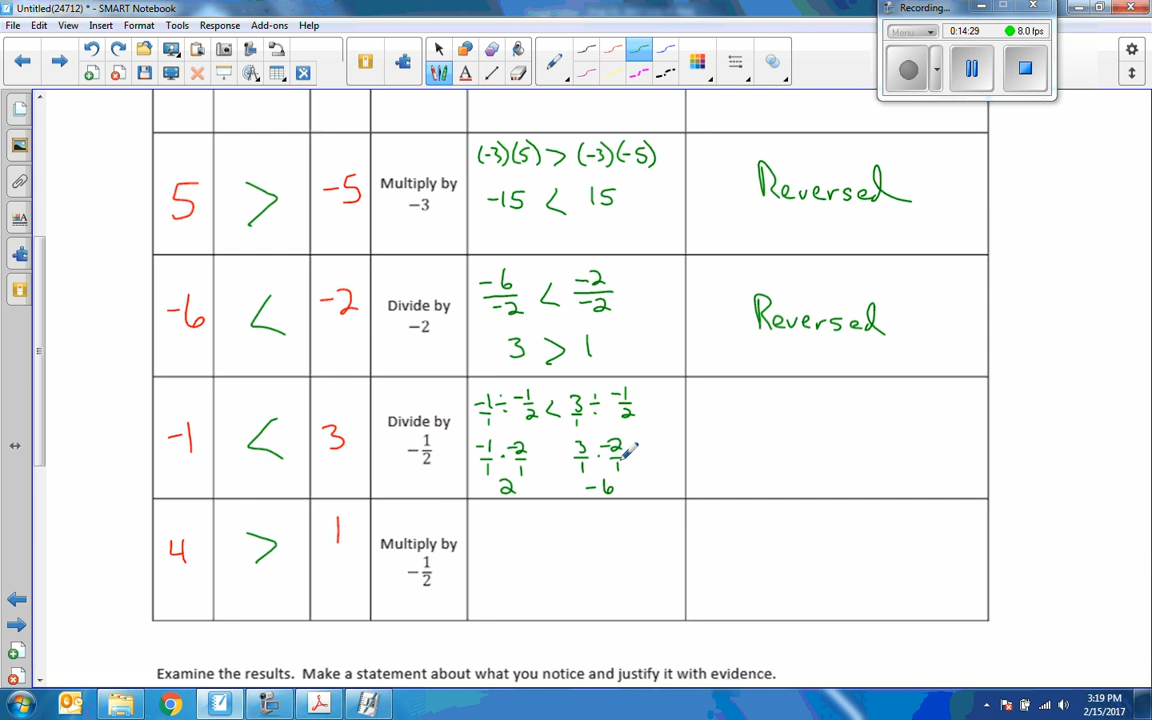 Untitled(24712) * - SMART Notebook
File Edit View Insert Format Tools Response Add-ons Help
Recording...
Menu 0:14:29 8.0 fps
5 > -5 Multiply by −3 (-3)(5) > (-3)(-5) Reversed
-15 < 15
-6 < -2 Divide by −2 -6/-2 < -2/-2 Reversed
3 > 1
-1 < 3 Divide by −1/2 -1/1 ÷ -1/2 < 3/1 ÷ -1/2
-1/1 · -2/1 3/1 · -2/1
2 -6
4 > 1 Multiply by −1/2
Examine the results. Make a statement about what you notice and justify it with evidence.
3:19 PM
2/15/2017